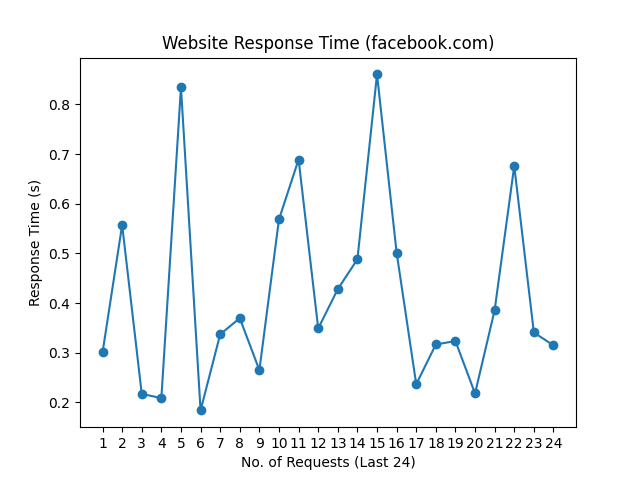 Website Response Time (facebook.com)
Response Time (s)
0.8
0.7
0.6
0.5
0.4
0.3
0.2
1 2 3 4 5 6 7 8 9 10 11 12 13 14 15 16 17 18 19 20 21 22 23 24
No. of Requests (Last 24)